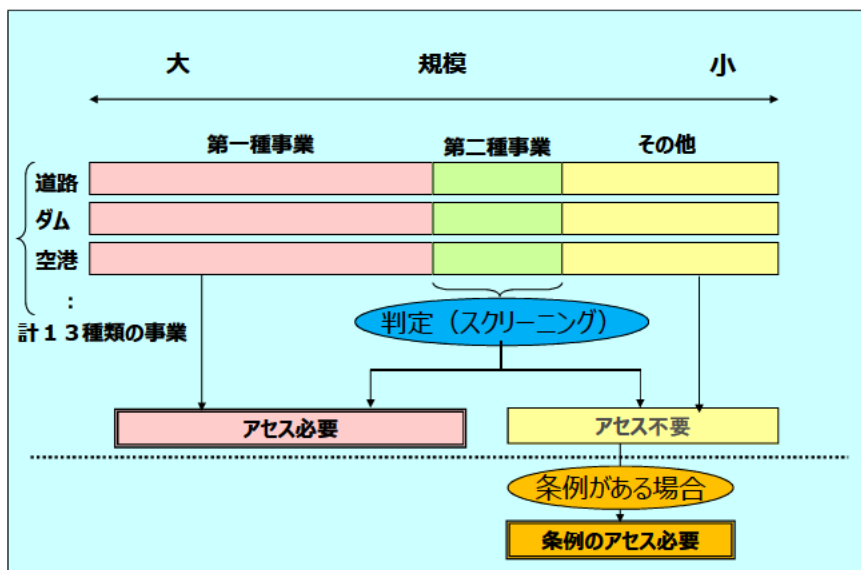 大 規模 小
第一種事業 第二種事業 その他
道路
ダム
空港
：
計１３種類の事業
判定（スクリーニング）
アセス必要 アセス不要
条例がある場合
条例のアセス必要